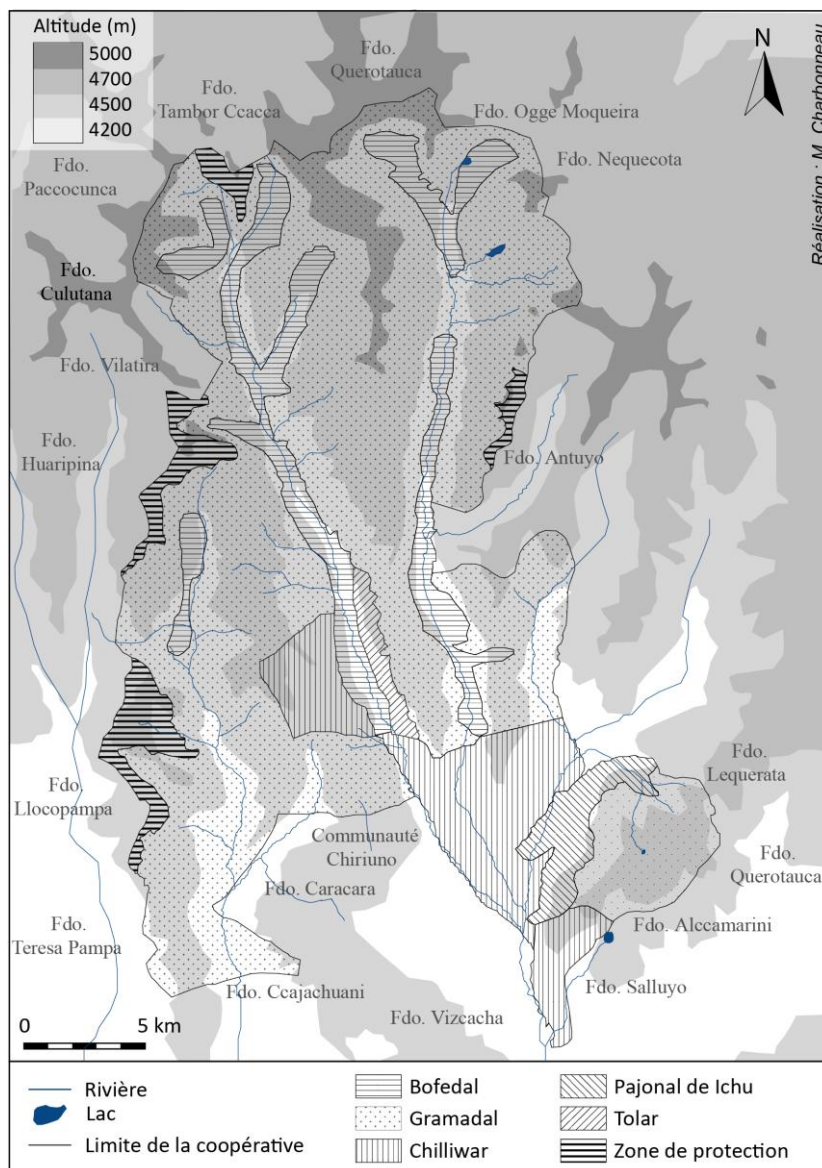 Altitude (m)
5000
4700
4500
4200
Fdo.
Querotauca
Fdo.
Tambor Ccacca
Fdo. Ogge Moqueira
N
Réalisation : M. Charbonneau
Fdo.
Paccocunca
Fdo. Nequecota
Fdo.
Culutana
Fdo. Vilatira
Fdo.
Huaripina
Fdo. Antuyo
Fdo.
Llocopampa
Fdo.
Lequerata
Communauté
Chiriuno
Fdo. Caracara
Fdo.
Querotauca
Fdo.
Teresa Pampa
Fdo. Alccamarini
Fdo. Ccajachuani
Fdo. Salluyo
Fdo. Vizcacha
0 5 km
Rivière
Lac
Limite de la coopérative
Bofedal
Gramadal
Chilliwar
Pajonal de Ichu
Tolar
Zone de protection